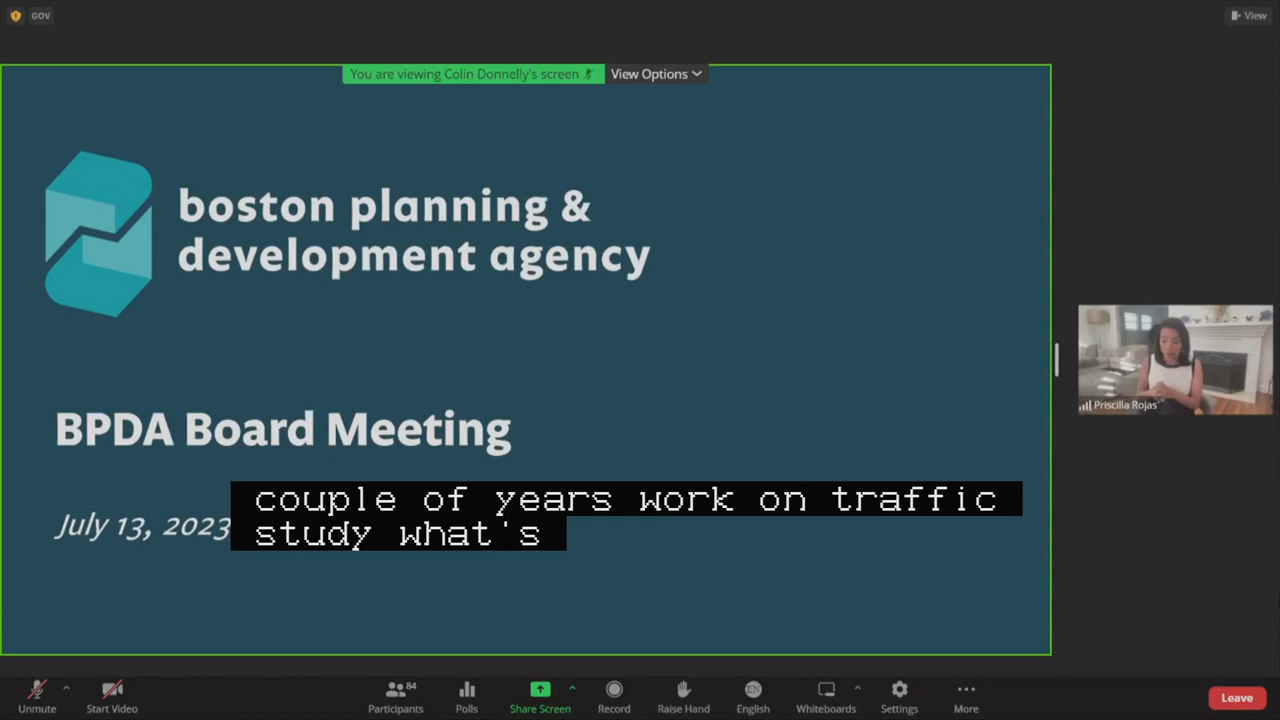 GOV
View
You are viewing Colin Donnelly's screen
View Options
boston planning &
development agency
BPDA Board Meeting
July 13, 2023
couple of years work on traffic
study what's
Priscilla Rojas
Unmute
Start Video
84
Participants
Polls
Share Screen
Record
Raise Hand
EN
English
Whiteboards
Settings
More
Leave